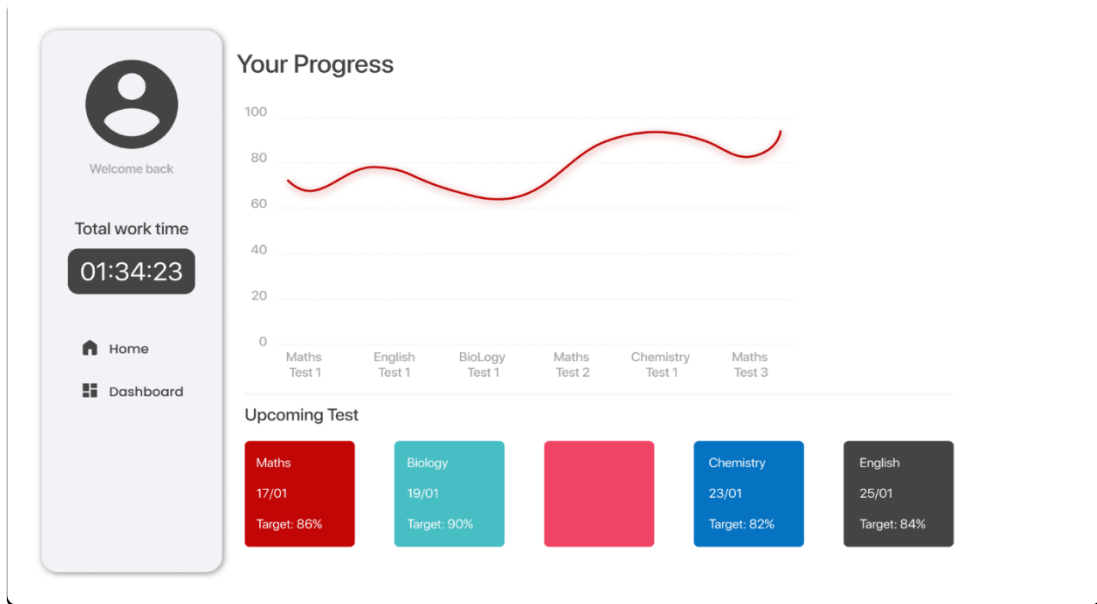 Welcome back
Total work time
01:34:23
Home
Dashboard
Your Progress
100
80
60
40
20
0
Maths
Test 1
English
Test 1
BioLogy
Test 1
Maths
Test 2
Chemistry
Test 1
Maths
Test 3
Upcoming Test
Maths
17/01
Target: 86%
Biology
19/01
Target: 90%
Chemistry
23/01
Target: 82%
English
25/01
Target: 84%